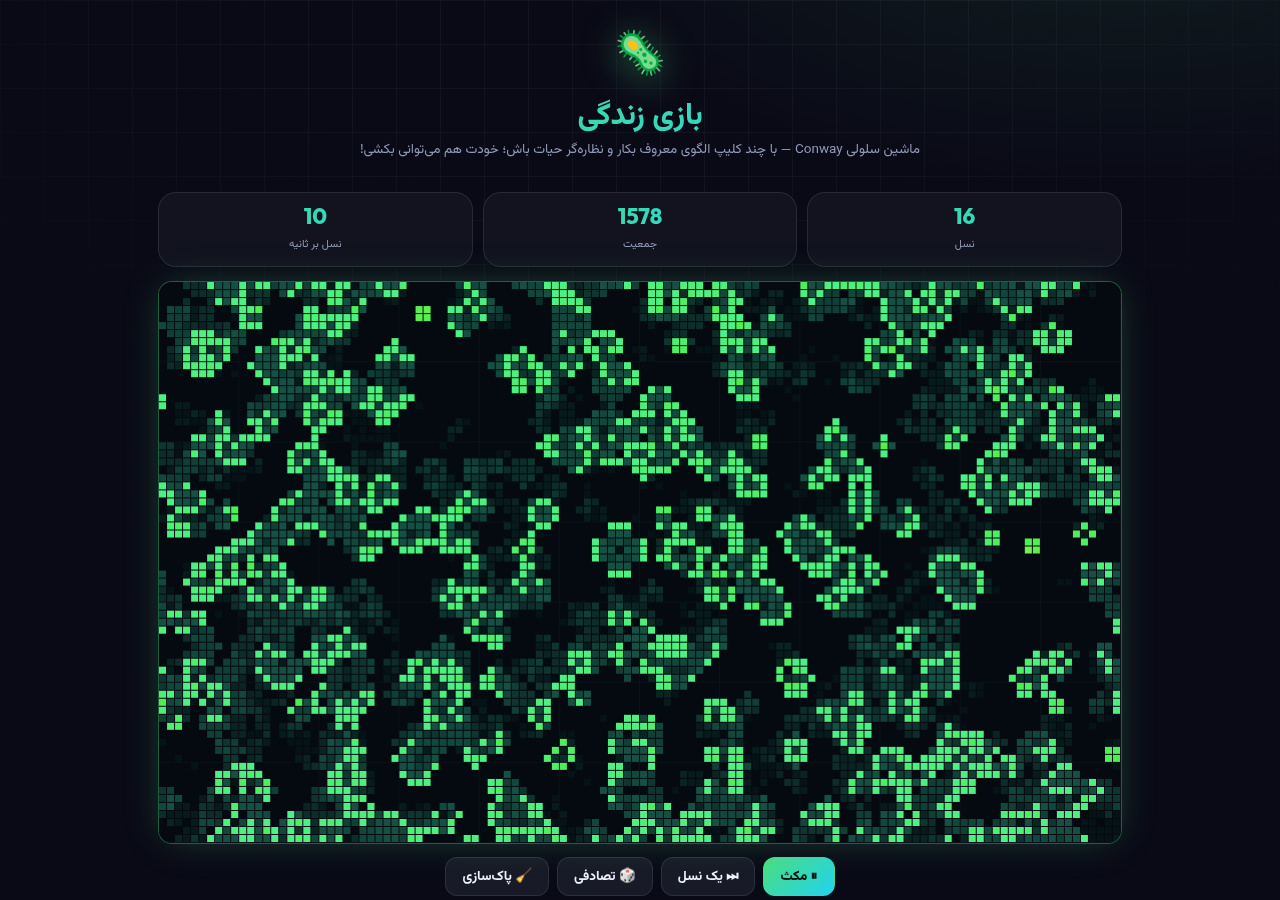 بازی زندگی
ماشین سلولی Conway — با چند کلیپ الگوی معروف بکار و نظاره‌گر حیات باش؛ خودت هم می‌توانی بکشی!
16
نسل
1578
جمعیت
10
نسل بر ثانیه
⏸ مکث
⏭ یک نسل
🎲 تصادفی
🧹 پاک‌سازی